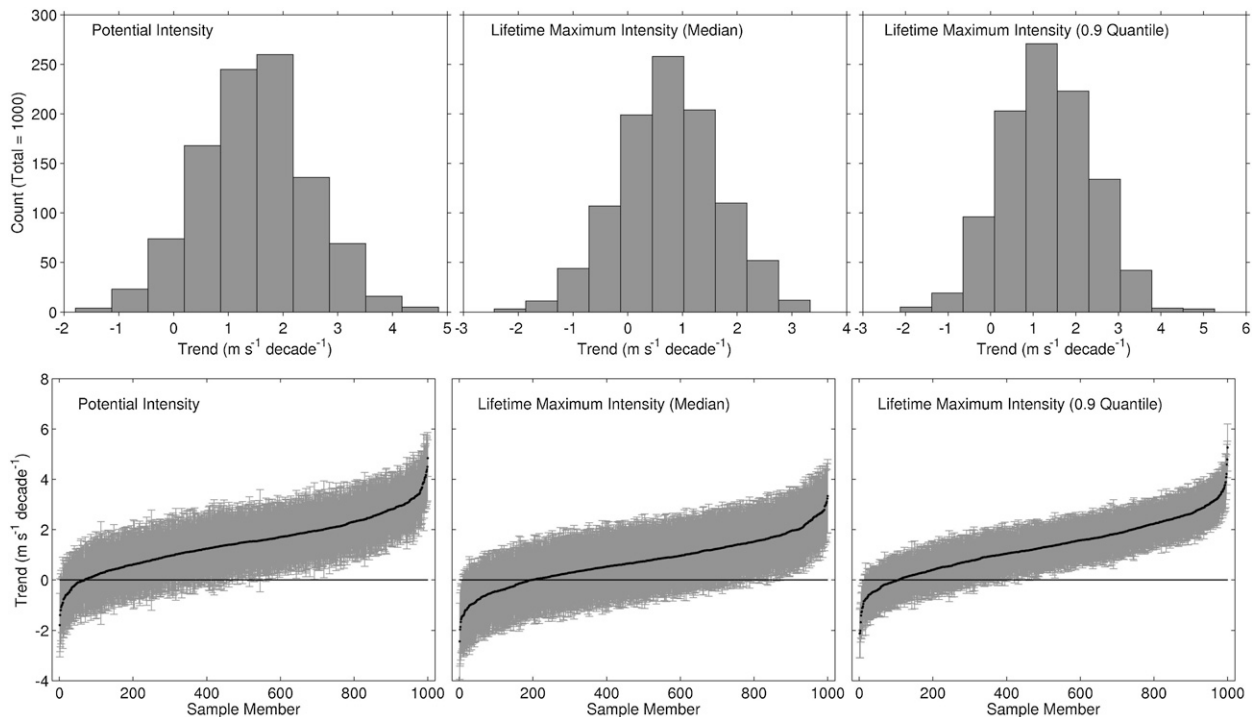 Potential Intensity
Lifetime Maximum Intensity (Median)
Lifetime Maximum Intensity (0.9 Quantile)
300
250
200
150
100
50
0
Count (Total = 1000)
-2 -1 0 1 2 3 4 5
-3 -2 -1 0 1 2 3 4
-3 -2 -1 0 1 2 3 4 5 6
Trend (m s⁻¹ decade⁻¹)
Trend (m s⁻¹ decade⁻¹)
Trend (m s⁻¹ decade⁻¹)
Potential Intensity
Lifetime Maximum Intensity (Median)
Lifetime Maximum Intensity (0.9 Quantile)
8
6
4
2
0
-2
-4
Trend (m s⁻¹ decade⁻¹)
0 200 400 600 800 1000
0 200 400 600 800 1000
0 200 400 600 800 1000
Sample Member
Sample Member
Sample Member